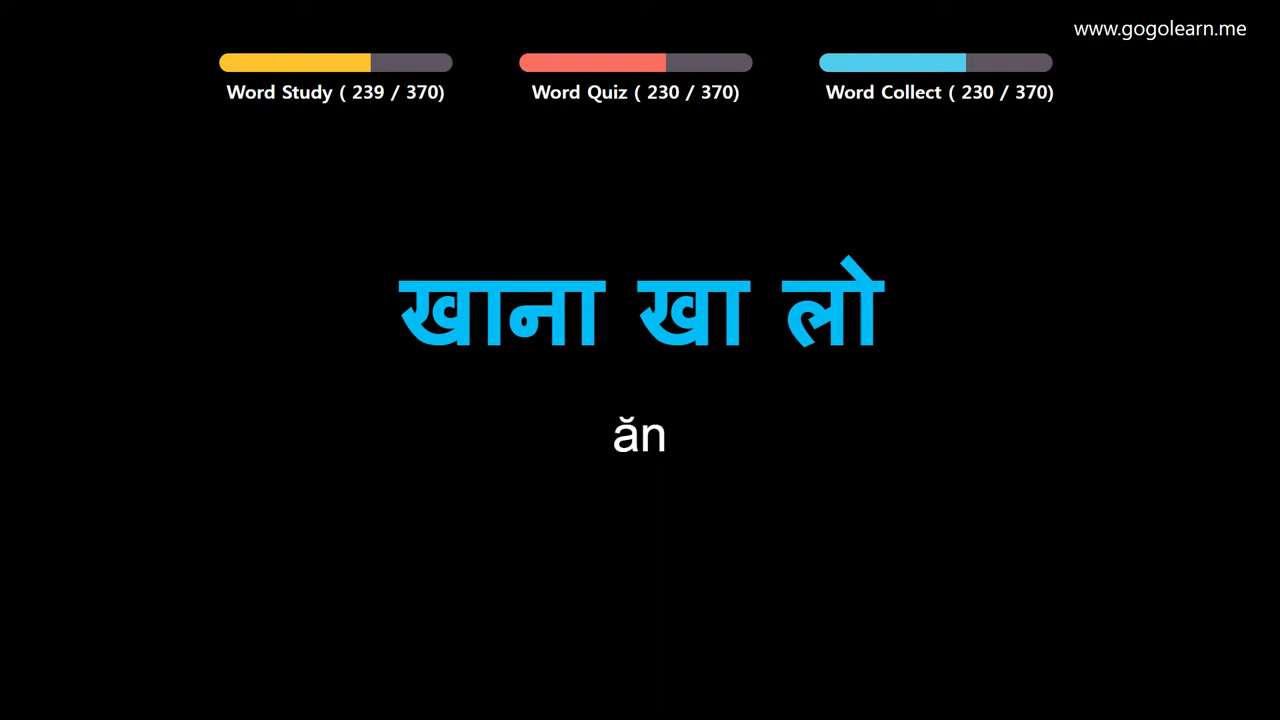 www.gogolearn.me
Word Study ( 239 / 370)
Word Quiz ( 230 / 370)
Word Collect ( 230 / 370)
खाना खा लो
ăn